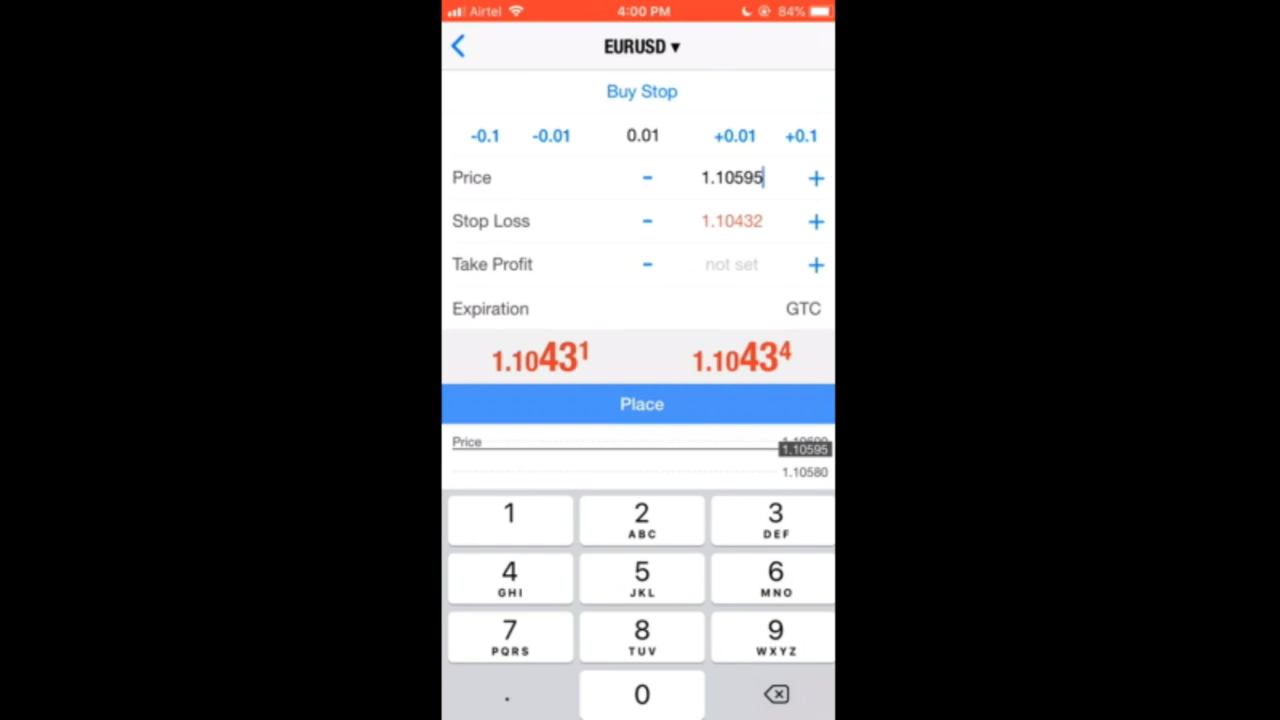 Airtel 4:00 PM 84%
EURUSD ▼
Buy Stop
-0.1 -0.01 0.01 +0.01 +0.1
Price - 1.10595 +
Stop Loss - 1.10432 +
Take Profit - not set +
Expiration GTC
1.10431 1.10434
Place
Price
1.10595
1.10580
1 2 3
ABC DEF
4 5 6
GHI JKL MNO
7 8 9
PQRS TUV WXYZ
. 0